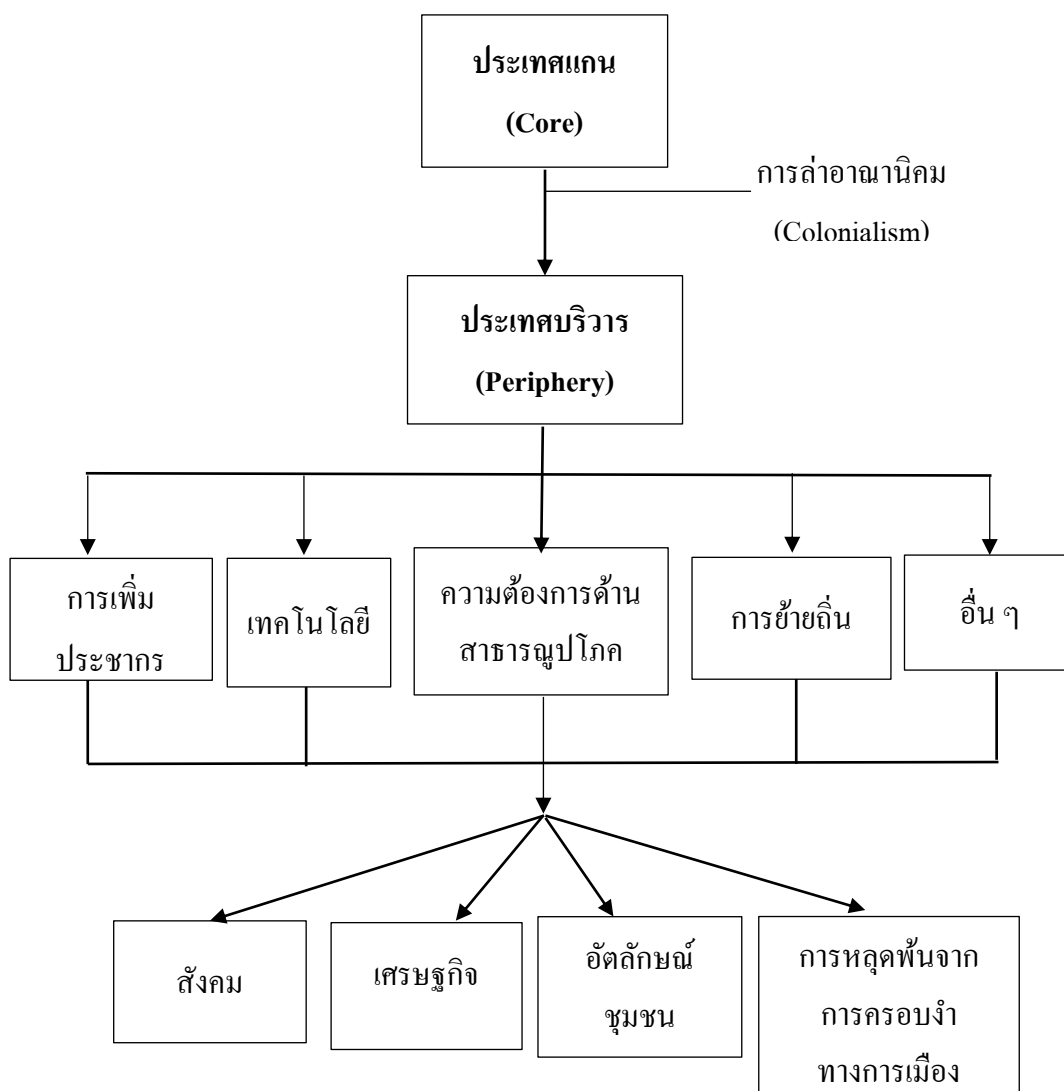 ประเทศแกน
(Core)
การล่าอาณานิคม
(Colonialism)
ประเทศบริวาร
(Periphery)
การเพิ่ม
ประชากร
เทคโนโลยี
ความต้องการด้าน
สาธารณูปโภค
การย้ายถิ่น
อื่น ๆ
สังคม
เศรษฐกิจ
อัตลักษณ์
ชุมชน
การหลุดพ้นจาก
การครอบงำ
ทางการเมือง